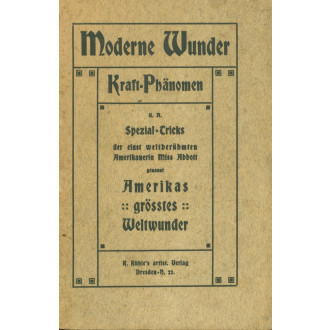 Moderne Wunder
Kraft-Phänomen
U. A.
Spezial-Tricks
der einst weltberühmten
Amerikanerin Miss Abbott
genannt
Amerikas
:: grösstes ::
Weltwunder
R. Rühle's artist. Verlag
Dresden-N. 22.